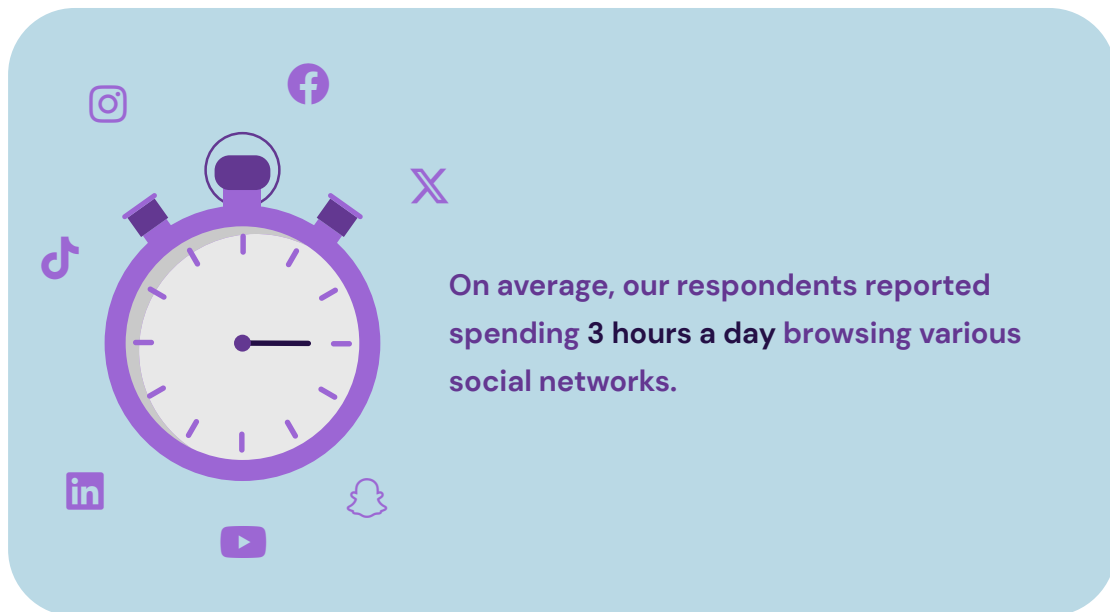 On average, our respondents reported
spending 3 hours a day browsing various
social networks.